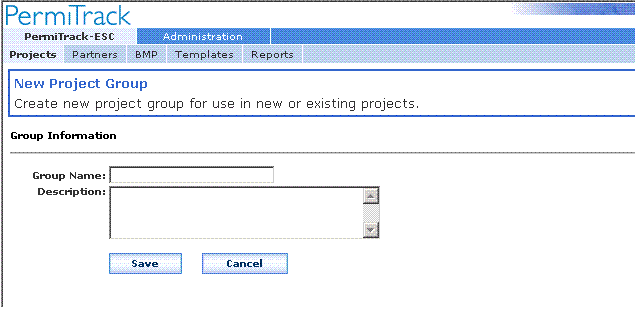 PermiTrack
PermiTrack-ESC Administration
Projects Partners BMP Templates Reports
New Project Group
Create new project group for use in new or existing projects.
Group Information
Group Name:
Description:
Save Cancel